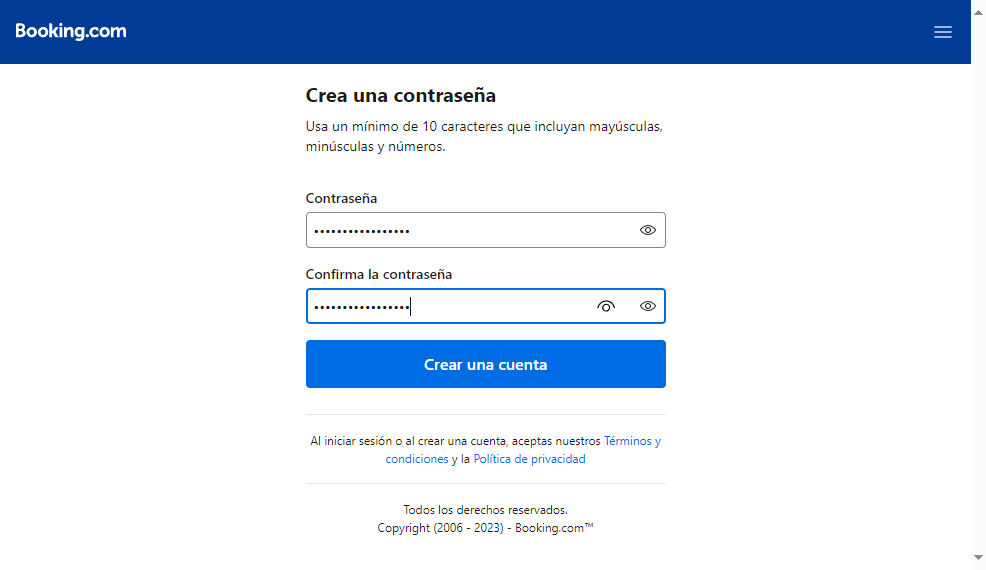 Booking.com
Crea una contraseña
Usa un mínimo de 10 caracteres que incluyan mayúsculas,
minúsculas y números.
Contraseña
•••••••••••••••••
Confirma la contraseña
•••••••••••••••••
Crear una cuenta
Al iniciar sesión o al crear una cuenta, aceptas nuestros Términos y
condiciones y la Política de privacidad
Todos los derechos reservados.
Copyright (2006 - 2023) - Booking.com™